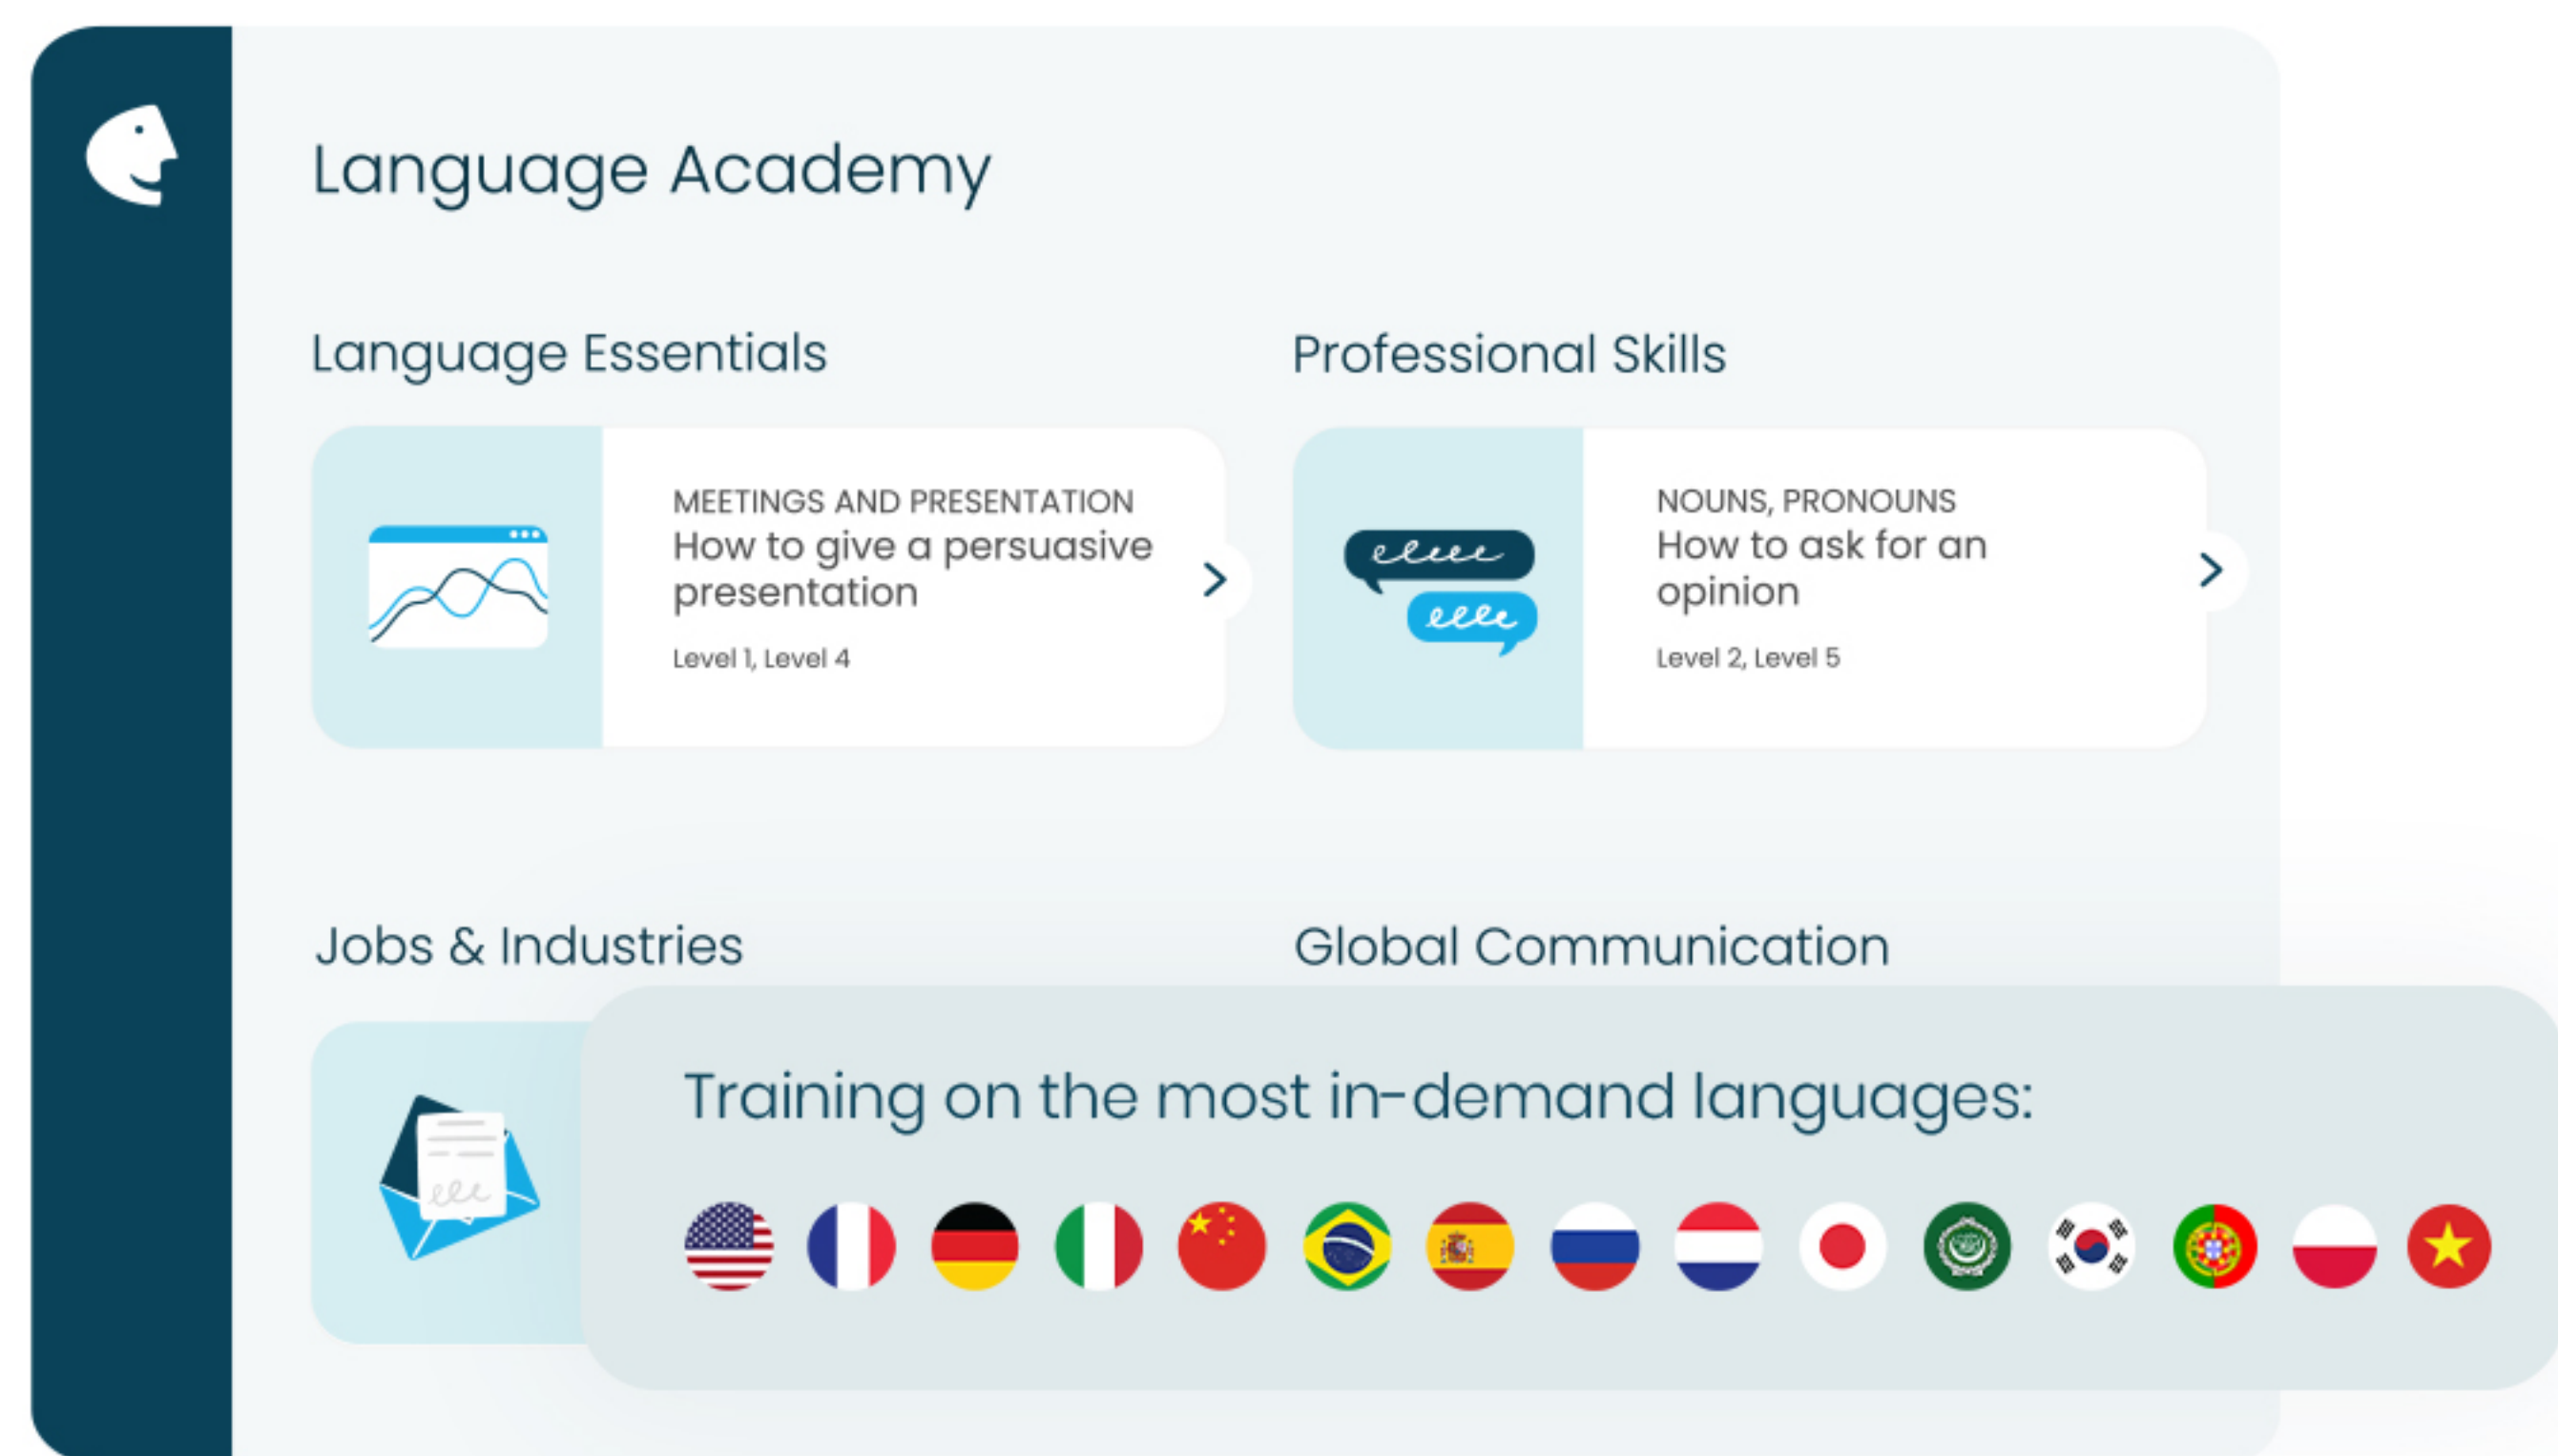 Language Academy
Language Essentials
MEETINGS AND PRESENTATION
How to give a persuasive
presentation
Level 1, Level 4
Professional Skills
NOUNS, PRONOUNS
How to ask for an
opinion
Level 2, Level 5
Jobs & Industries
Global Communication
Training on the most in-demand languages: